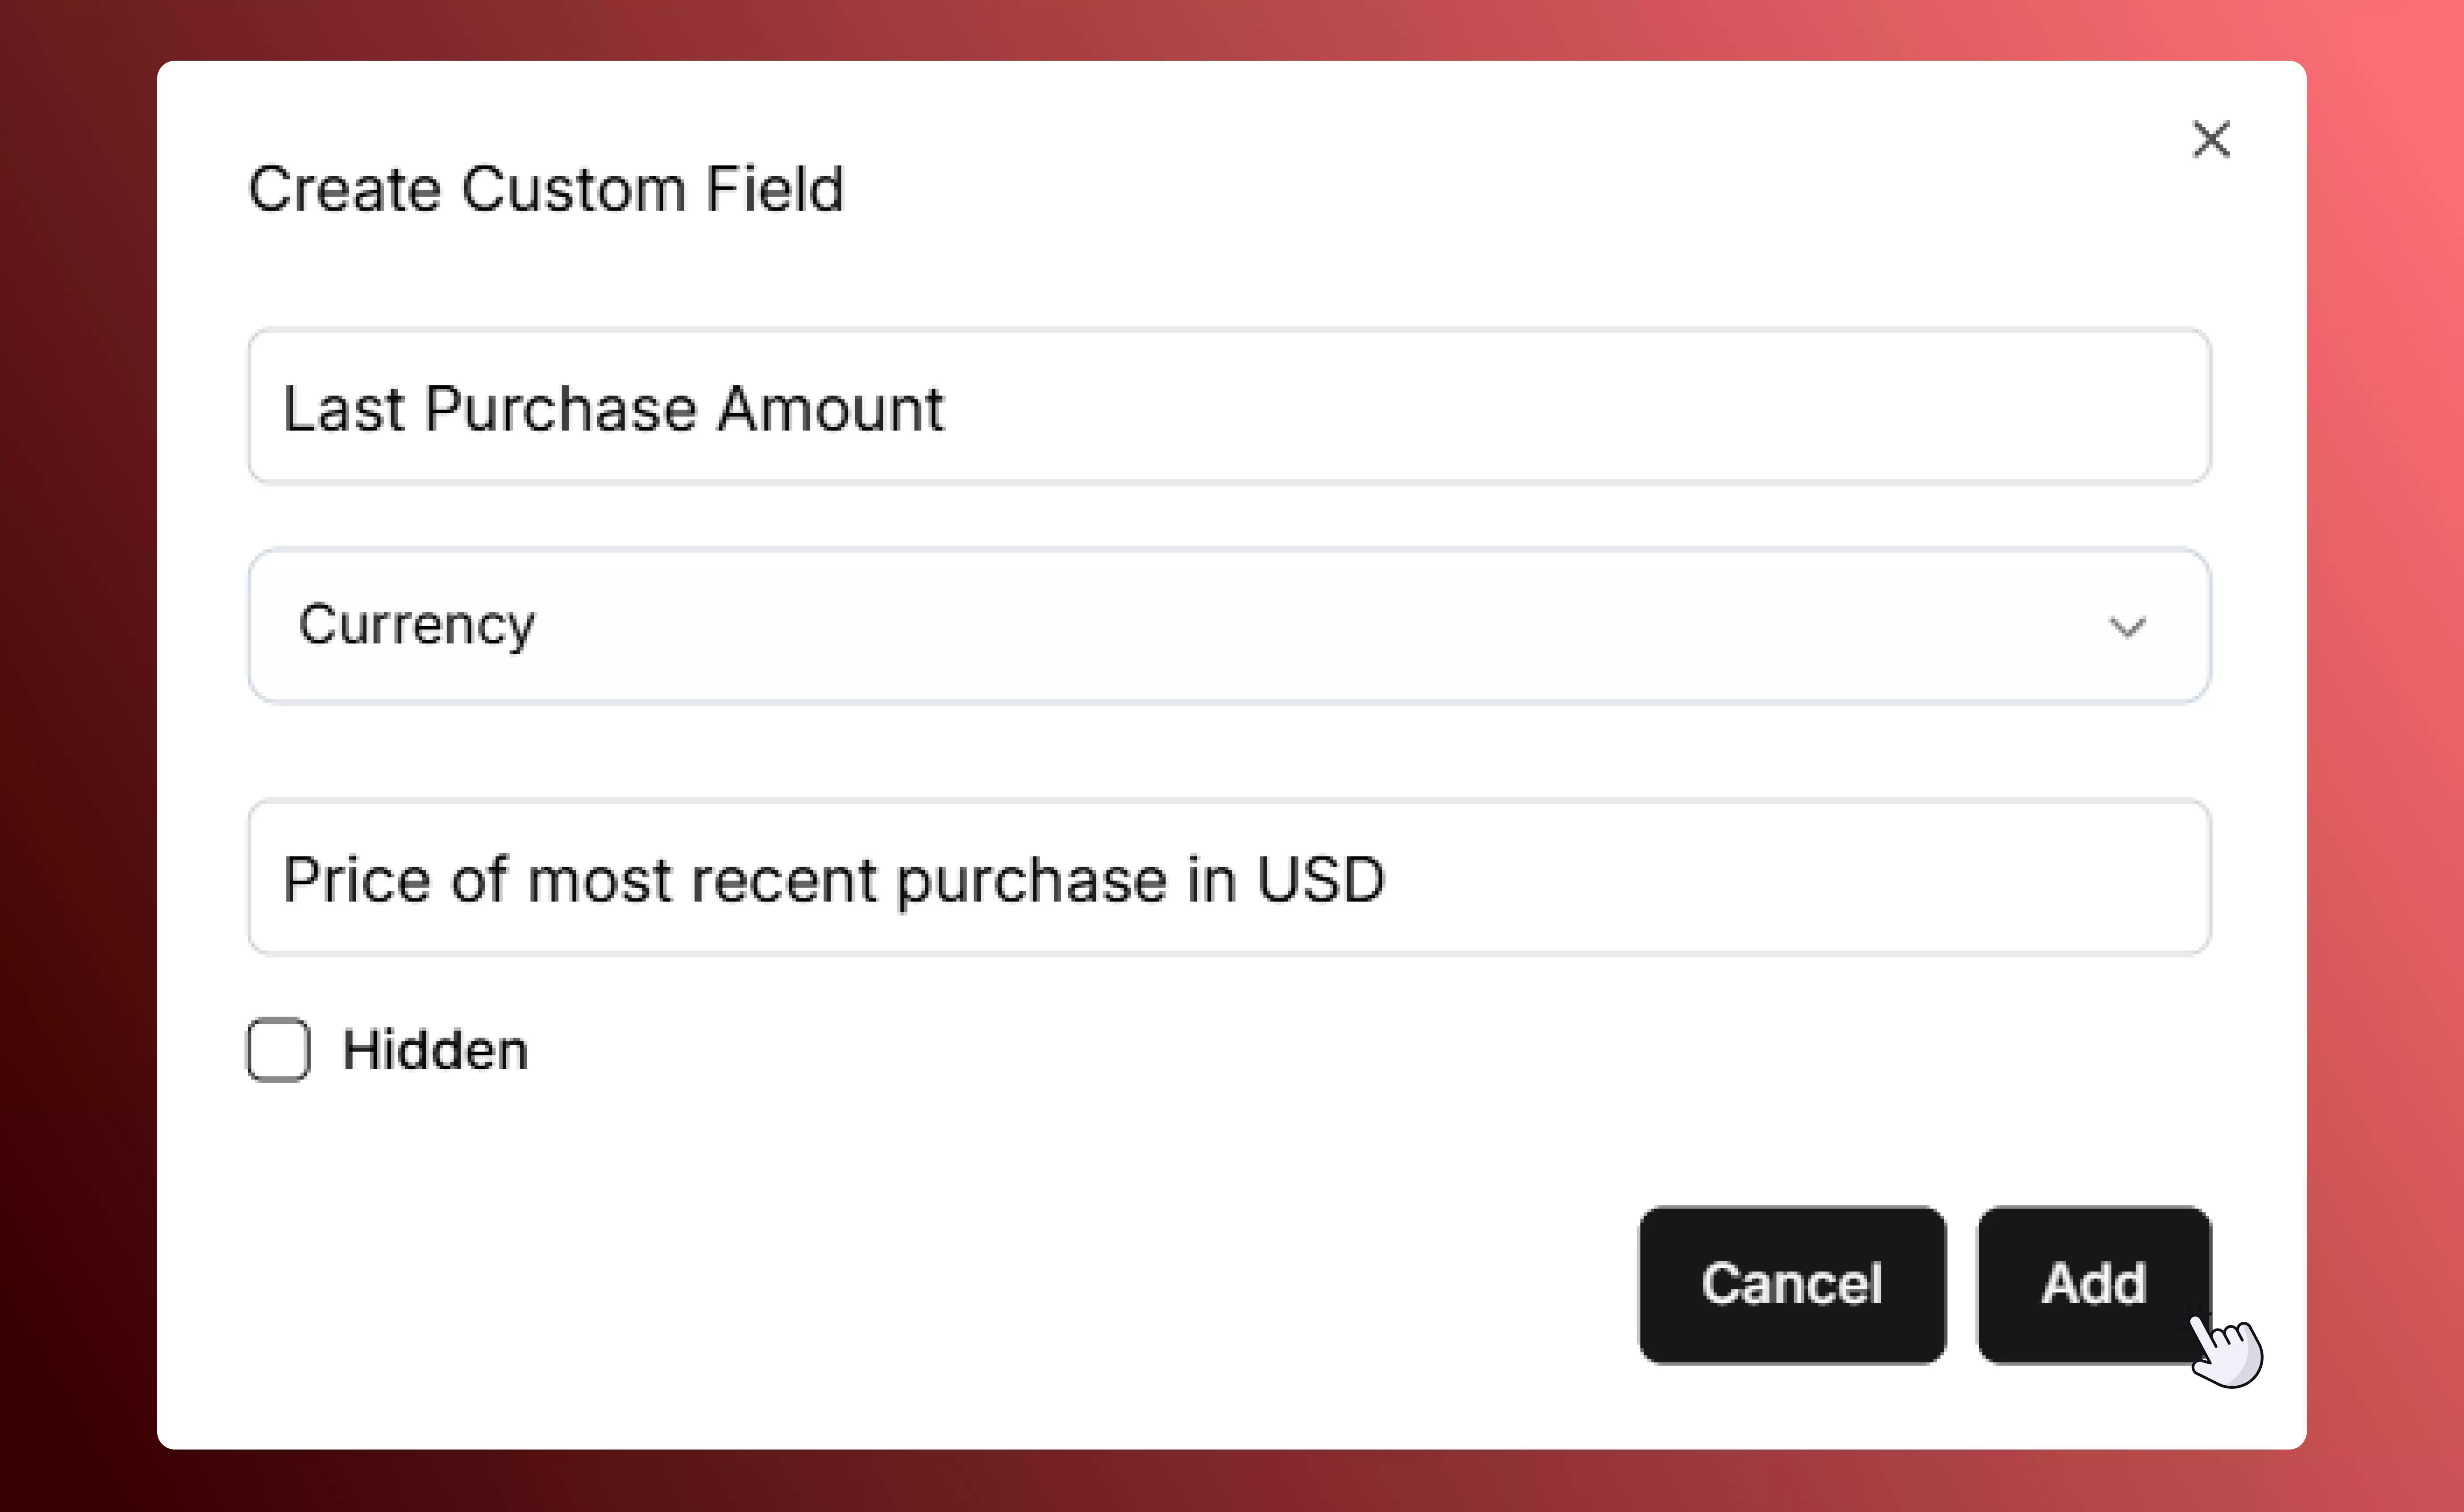 Create Custom Field
Last Purchase Amount
Currency
Price of most recent purchase in USD
Hidden
Cancel Add